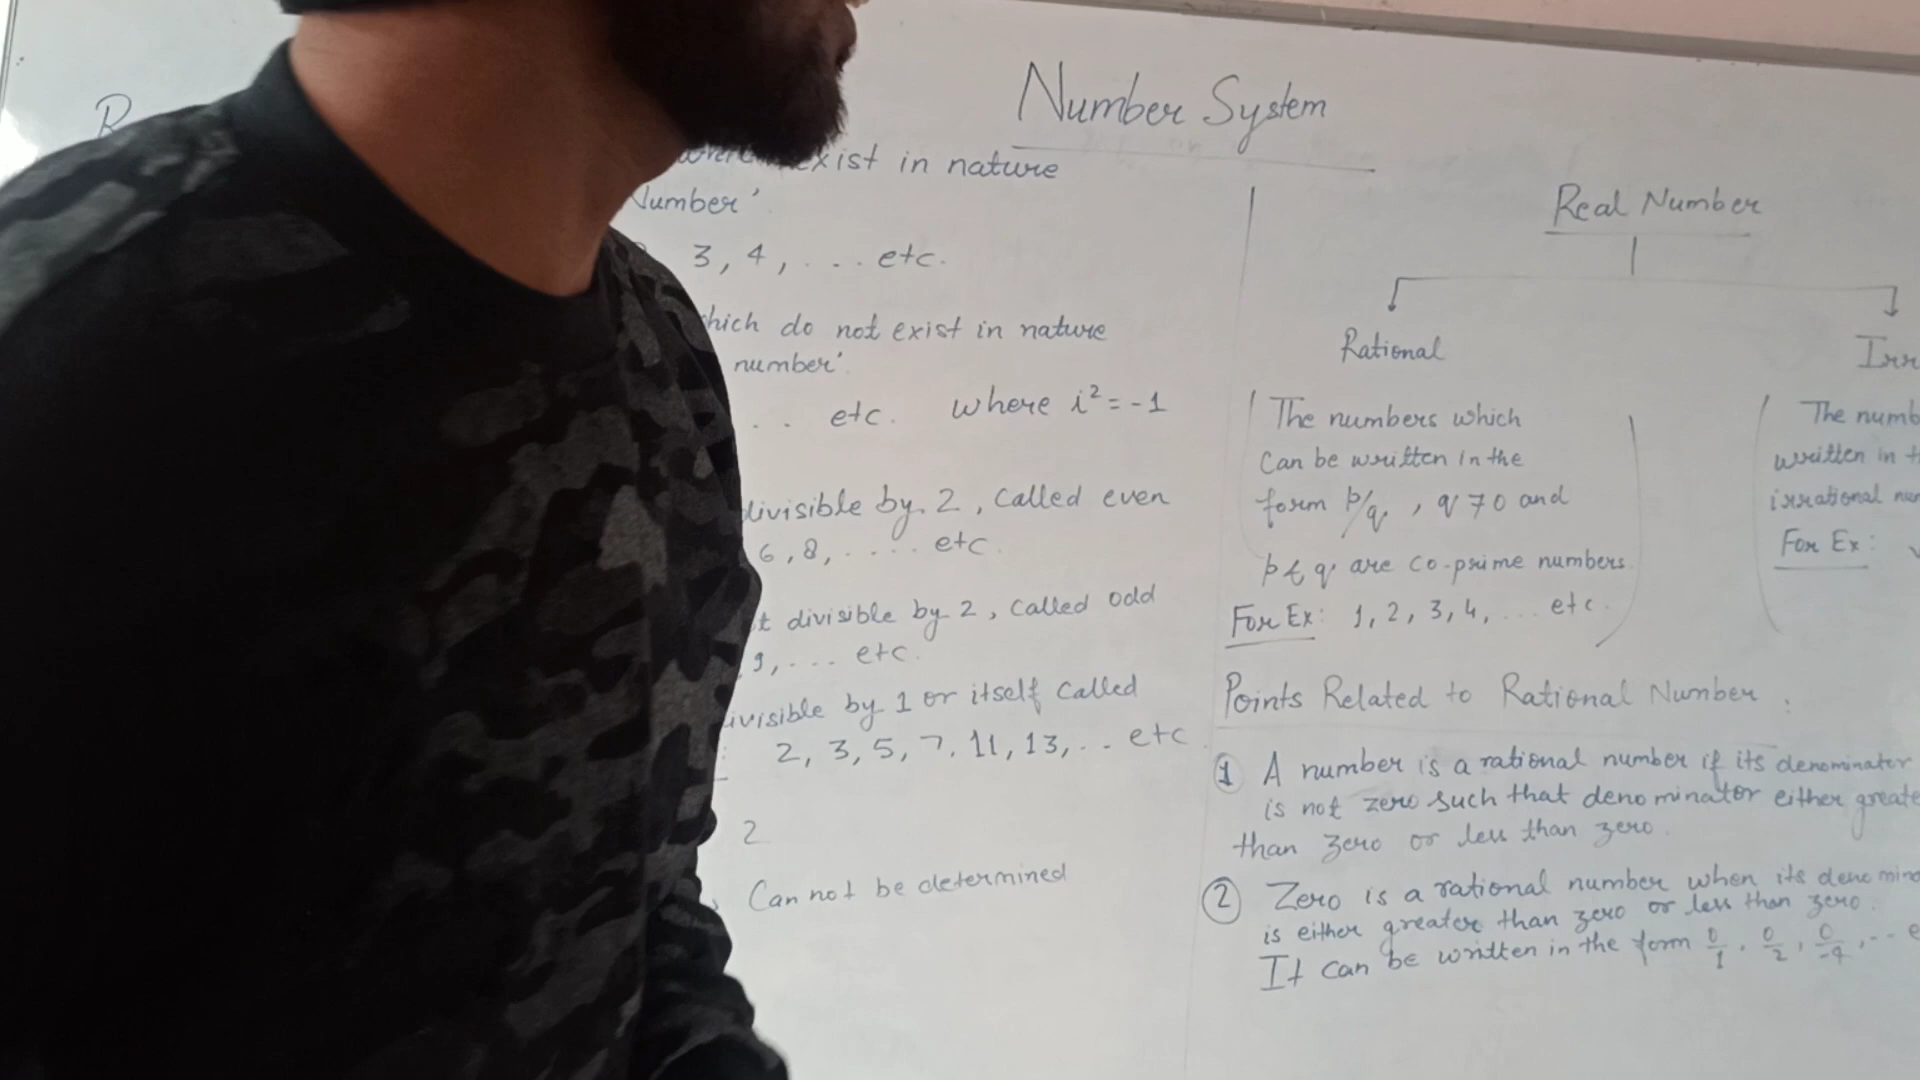 Number System
exist in nature
Number'
3, 4, . . . etc.
which do not exist in nature
number'.
. . etc. where i² = -1
divisible by 2, called even
6, 8, . . . . etc.
divisible by 2, called odd
9, . . . . etc.
divisible by 1 or itself called
2, 3, 5, 7, 11, 13, . . etc
2
Can not be determined
Real Number
Rational
The numbers which
can be written in the
form p/q, q ≠ 0 and
p & q are co-prime numbers
For Ex: 1, 2, 3, 4, . . . etc.
The
written in
irrational
For Ex:
Points Related to Rational Number :
① A number is a rational number if its denominator
is not zero such that denominator either
than zero or less than zero.
② Zero is a rational number when its
is either greater than zero or less than zero.
It can be written in the form 0/1, 0/2, 0/-4, . .